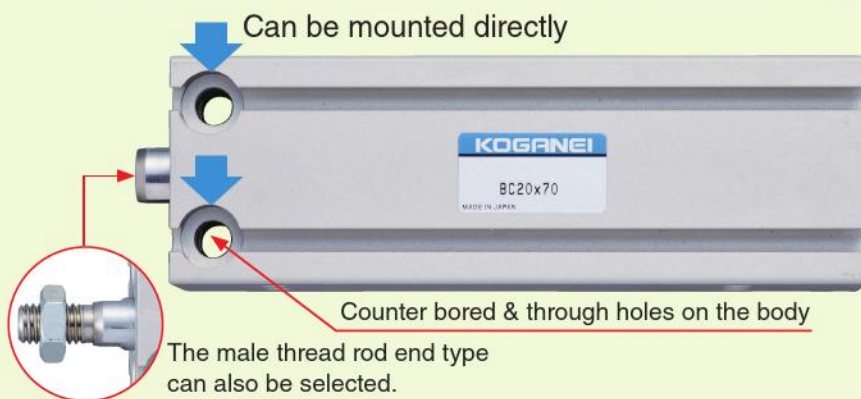 Can be mounted directly
KOGANEI
BC20x70
MADE IN JAPAN
Counter bored & through holes on the body
The male thread rod end type
can also be selected.